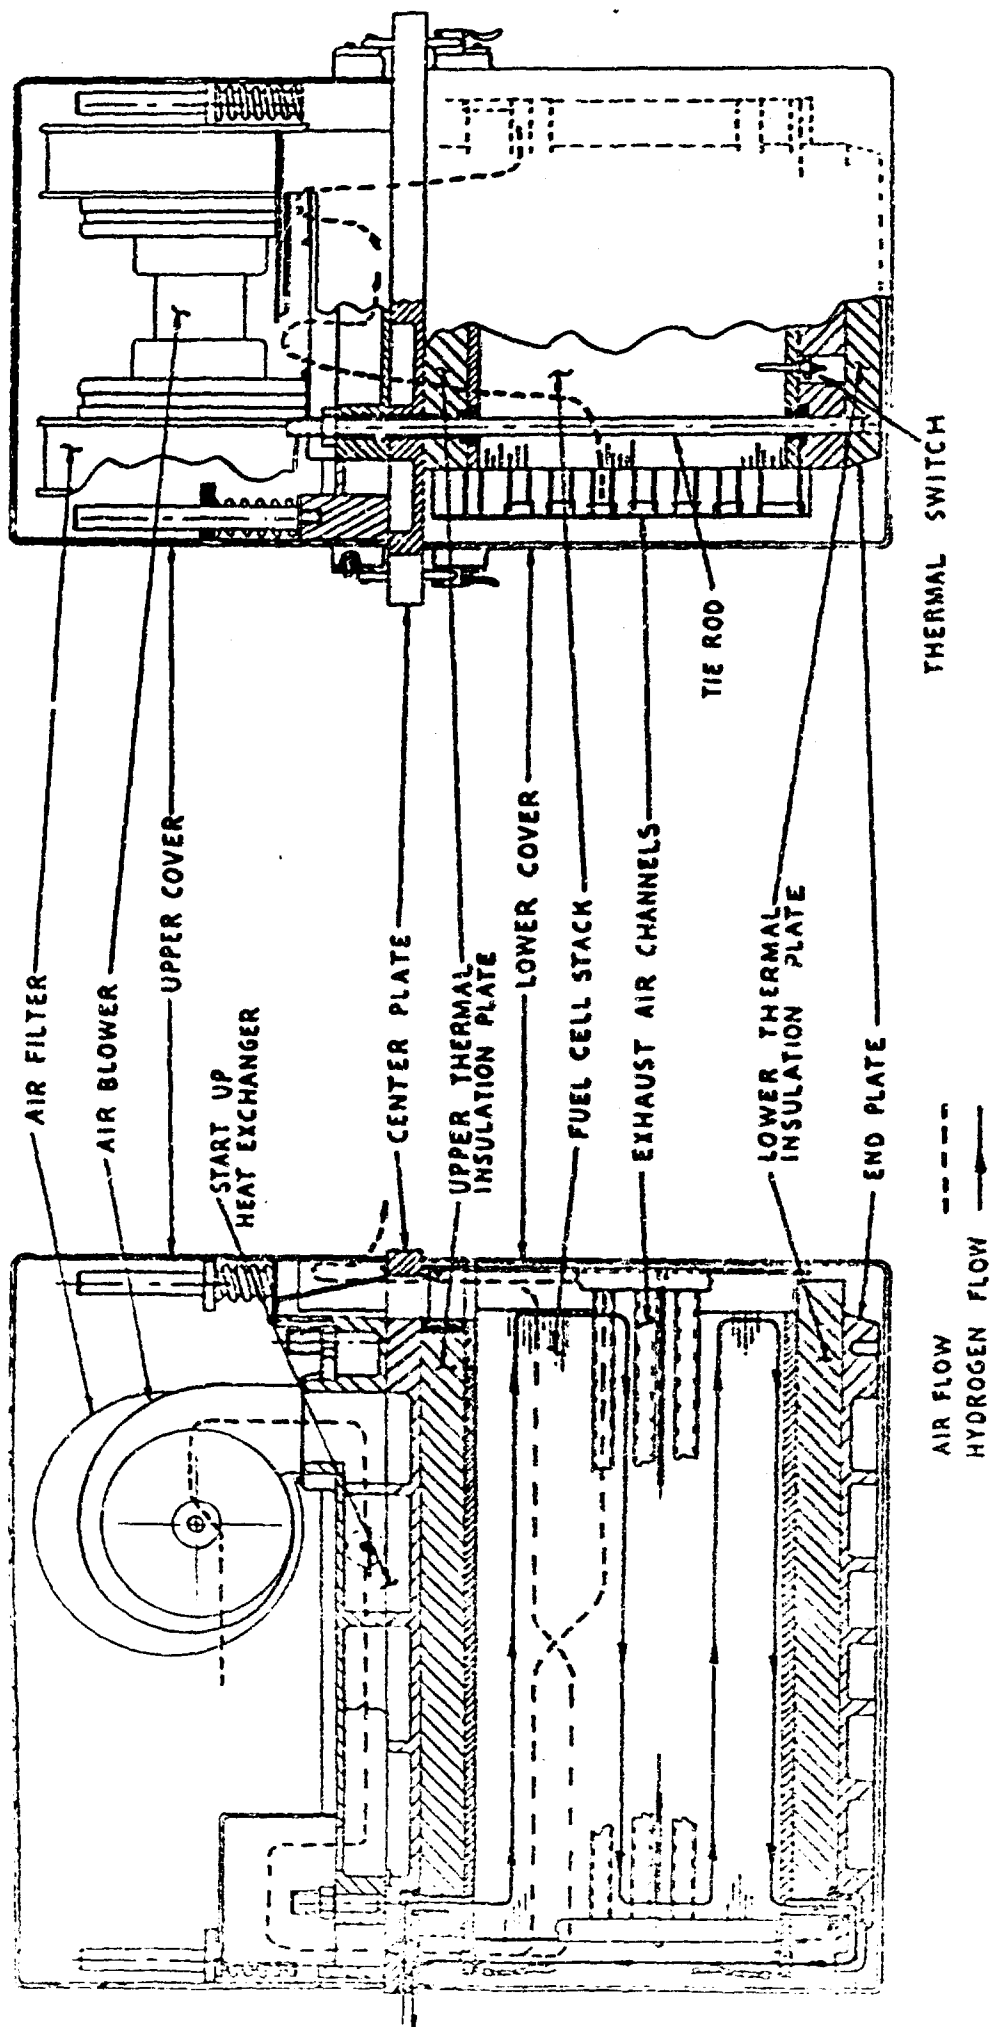 AIR FILTER
AIR BLOWER
UPPER COVER
START UP
HEAT EXCHANGER
CENTER PLATE
UPPER THERMAL
INSULATION PLATE
LOWER COVER
FUEL CELL STACK
EXHAUST AIR CHANNELS
TIE ROD
LOWER THERMAL
INSULATION PLATE
THERMAL SWITCH
END PLATE
AIR FLOW
HYDROGEN FLOW